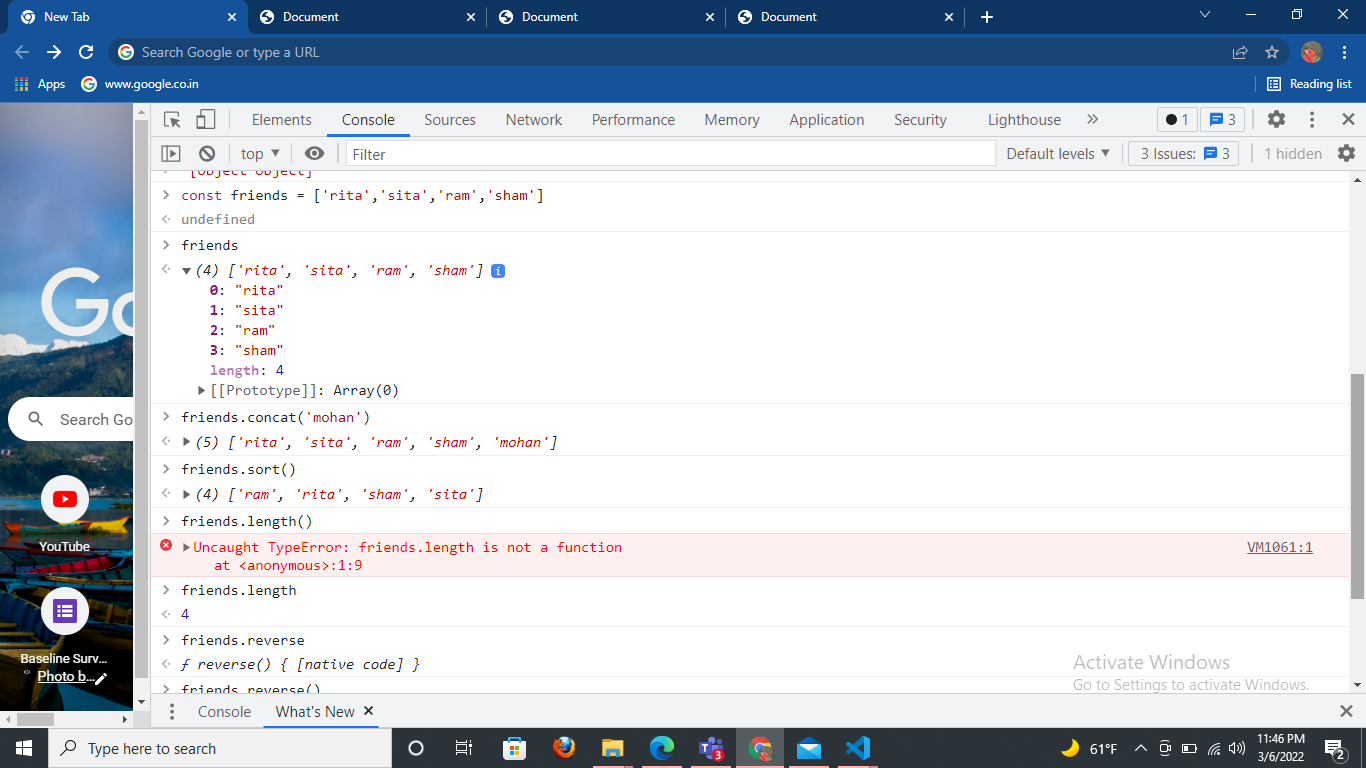 New Tab
Document
Document
Document
Search Google or type a URL
Apps
www.google.co.in
Reading list
Elements Console Sources Network Performance Memory Application Security Lighthouse
1
3
top
Filter
Default levels
3 Issues:
3
1 hidden
[object Object]
const friends = ['rita','sita','ram','sham']
undefined
friends
(4) ['rita', 'sita', 'ram', 'sham']
0: "rita"
1: "sita"
2: "ram"
3: "sham"
length: 4
[[Prototype]]: Array(0)
friends.concat('mohan')
(5) ['rita', 'sita', 'ram', 'sham', 'mohan']
friends.sort()
(4) ['ram', 'rita', 'sham', 'sita']
friends.length()
Uncaught TypeError: friends.length is not a function VM1061:1
at <anonymous>:1:9
friends.length
4
friends.reverse
ƒ reverse() { [native code] }
friends.reverse()
Go
Search Go
YouTube
Baseline Surv...
Photo b...
Activate Windows
Go to Settings to activate Windows.
Console
What's New
Type here to search
3
61°F
11:46 PM
3/6/2022
2